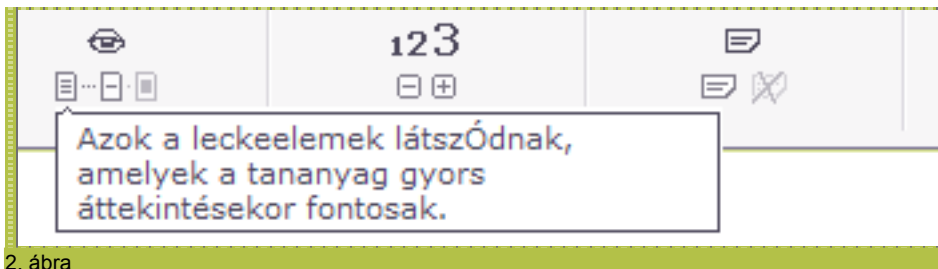 123
Azok a leckeelemek látszÓdnak,
amelyek a tananyag gyors
áttekintésekor fontosak.
2. ábra